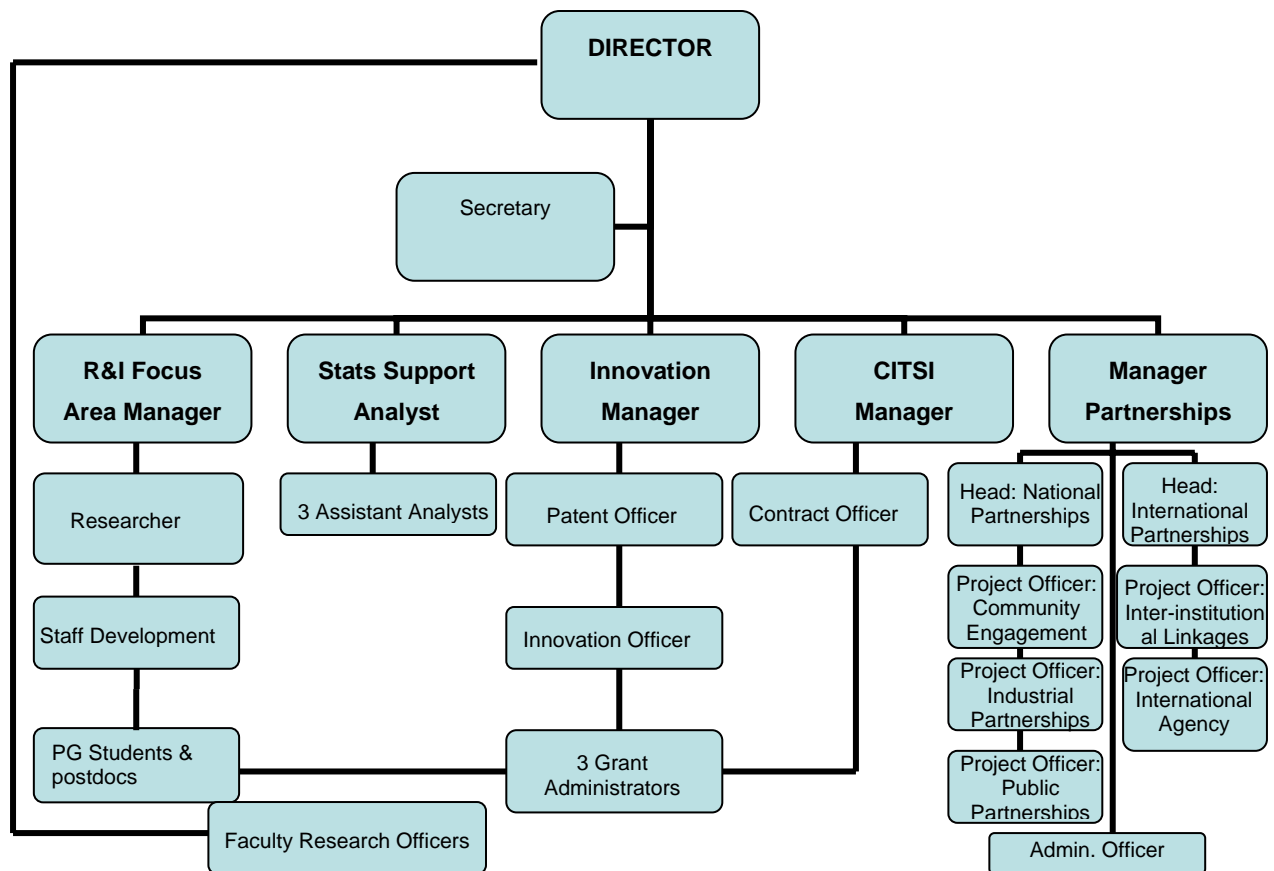 DIRECTOR
Secretary
R&I Focus
Area Manager
Stats Support
Analyst
Innovation
Manager
CITSI
Manager
Manager
Partnerships
Researcher
3 Assistant Analysts
Patent Officer
Contract Officer
Head: National
Partnerships
Head:
International
Partnerships
Staff Development
Innovation Officer
Project Officer:
Community
Engagement
Project Officer:
Inter-institution
al Linkages
Project Officer:
Industrial
Partnerships
Project Officer:
International
Agency
PG Students &
postdocs
3 Grant
Administrators
Project Officer:
Public
Partnerships
Faculty Research Officers
Admin. Officer